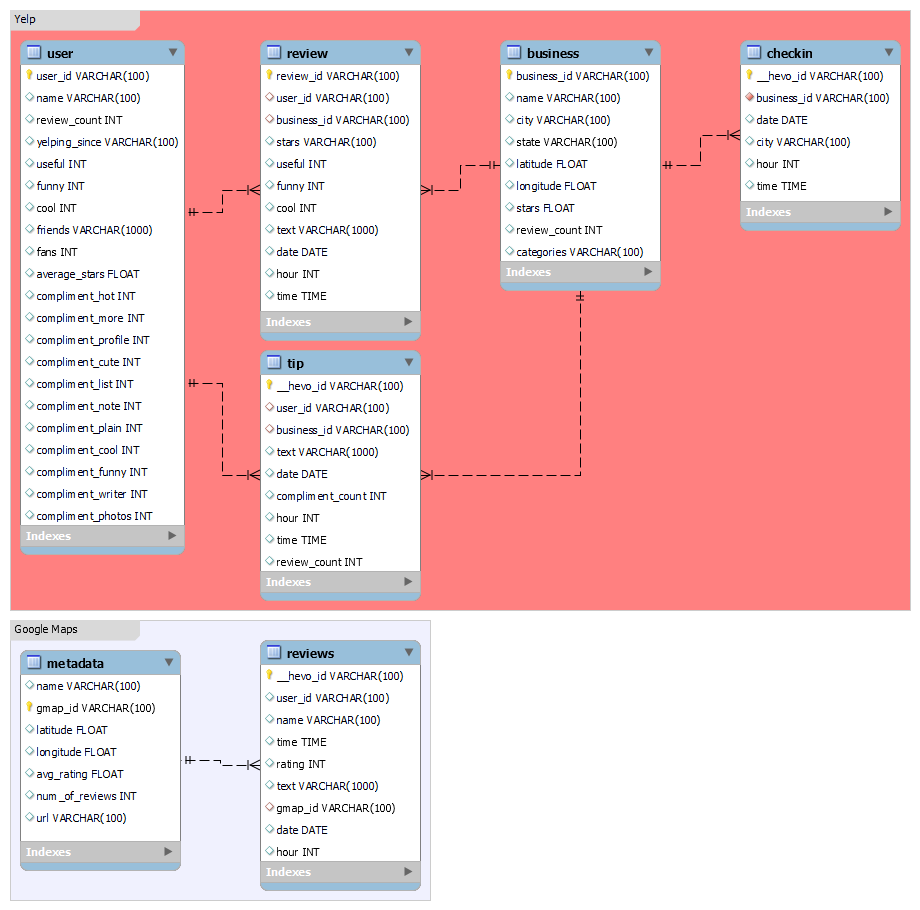 Yelp
user
user_id VARCHAR(100)
name VARCHAR(100)
review_count INT
yelping_since VARCHAR(100)
useful INT
funny INT
cool INT
friends VARCHAR(1000)
fans INT
average_stars FLOAT
compliment_hot INT
compliment_more INT
compliment_profile INT
compliment_cute INT
compliment_list INT
compliment_note INT
compliment_plain INT
compliment_cool INT
compliment_funny INT
compliment_writer INT
compliment_photos INT
Indexes
review
review_id VARCHAR(100)
user_id VARCHAR(100)
business_id VARCHAR(100)
stars VARCHAR(100)
useful INT
funny INT
cool INT
text VARCHAR(1000)
date DATE
hour INT
time TIME
Indexes
tip
__hevo_id VARCHAR(100)
user_id VARCHAR(100)
business_id VARCHAR(100)
text VARCHAR(1000)
date DATE
compliment_count INT
hour INT
time TIME
review_count INT
Indexes
business
business_id VARCHAR(100)
name VARCHAR(100)
city VARCHAR(100)
state VARCHAR(100)
latitude FLOAT
longitude FLOAT
stars FLOAT
review_count INT
categories VARCHAR(100)
Indexes
checkin
__hevo_id VARCHAR(100)
business_id VARCHAR(100)
date DATE
city VARCHAR(100)
hour INT
time TIME
Indexes
Google Maps
metadata
name VARCHAR(100)
gmap_id VARCHAR(100)
latitude FLOAT
longitude FLOAT
avg_rating FLOAT
num_of_reviews INT
url VARCHAR(100)
Indexes
reviews
__hevo_id VARCHAR(100)
user_id VARCHAR(100)
name VARCHAR(100)
time TIME
rating INT
text VARCHAR(1000)
gmap_id VARCHAR(100)
date DATE
hour INT
Indexes